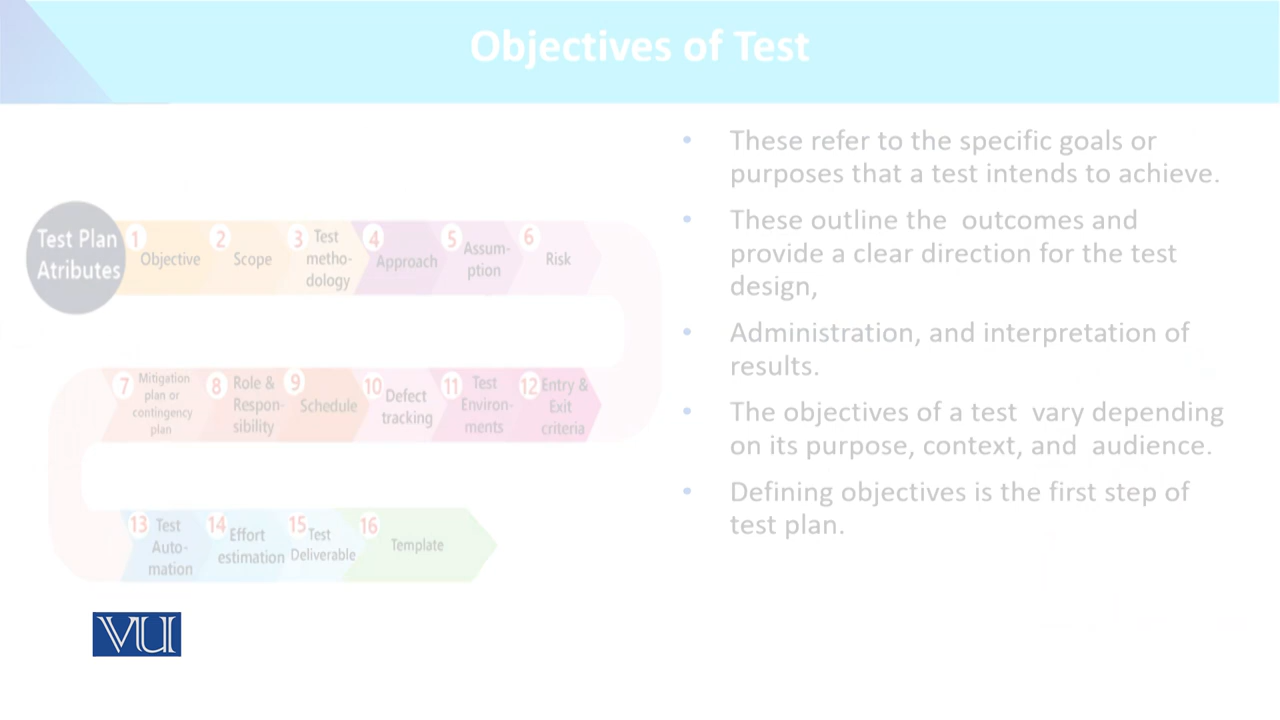 Objectives of Test
Test Plan
Atributes
1
Objective
2
Scope
3
Test
metho-
dology
4
Approach
5
Assum-
ption
6
Risk
7
Mitigation
plan or
contingency
plan
8
Role &
Respon-
sibility
9
Schedule
10
Defect
tracking
11
Test
Environ-
ments
12
Entry &
Exit
criteria
13
Test
Auto-
mation
14
Effort
estimation
15
Test
Deliverable
16
Template
• These refer to the specific goals or
purposes that a test intends to achieve.
• These outline the outcomes and
provide a clear direction for the test
design,
• Administration, and interpretation of
results.
• The objectives of a test vary depending
on its purpose, context, and audience.
• Defining objectives is the first step of
test plan.
VU